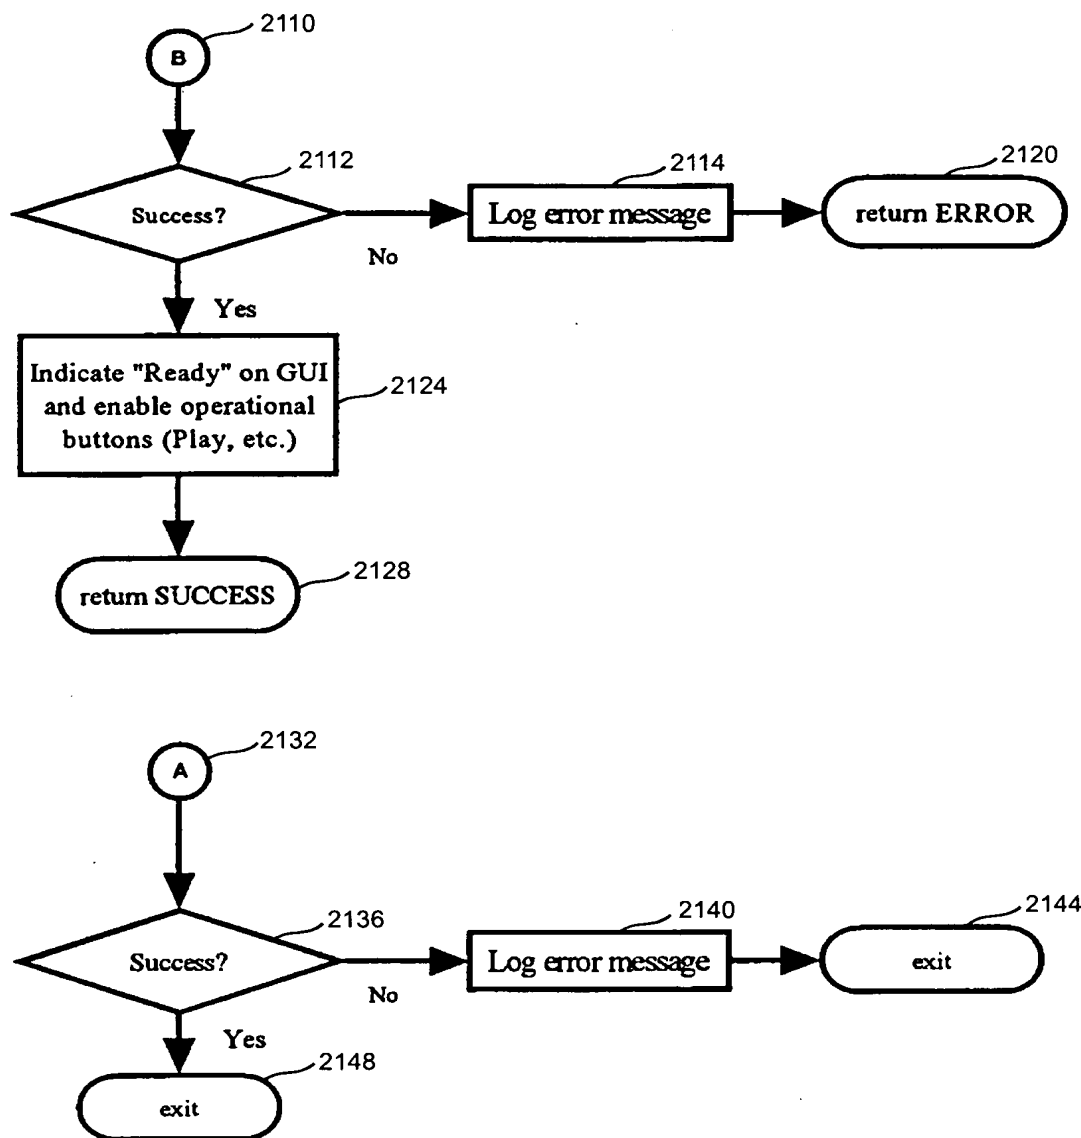 2110
B
2112
Success?
No
2114
Log error message
2120
return ERROR
Yes
Indicate "Ready" on GUI
and enable operational
buttons (Play, etc.)
2124
return SUCCESS
2128
2132
A
2136
Success?
No
2140
Log error message
2144
exit
Yes
2148
exit